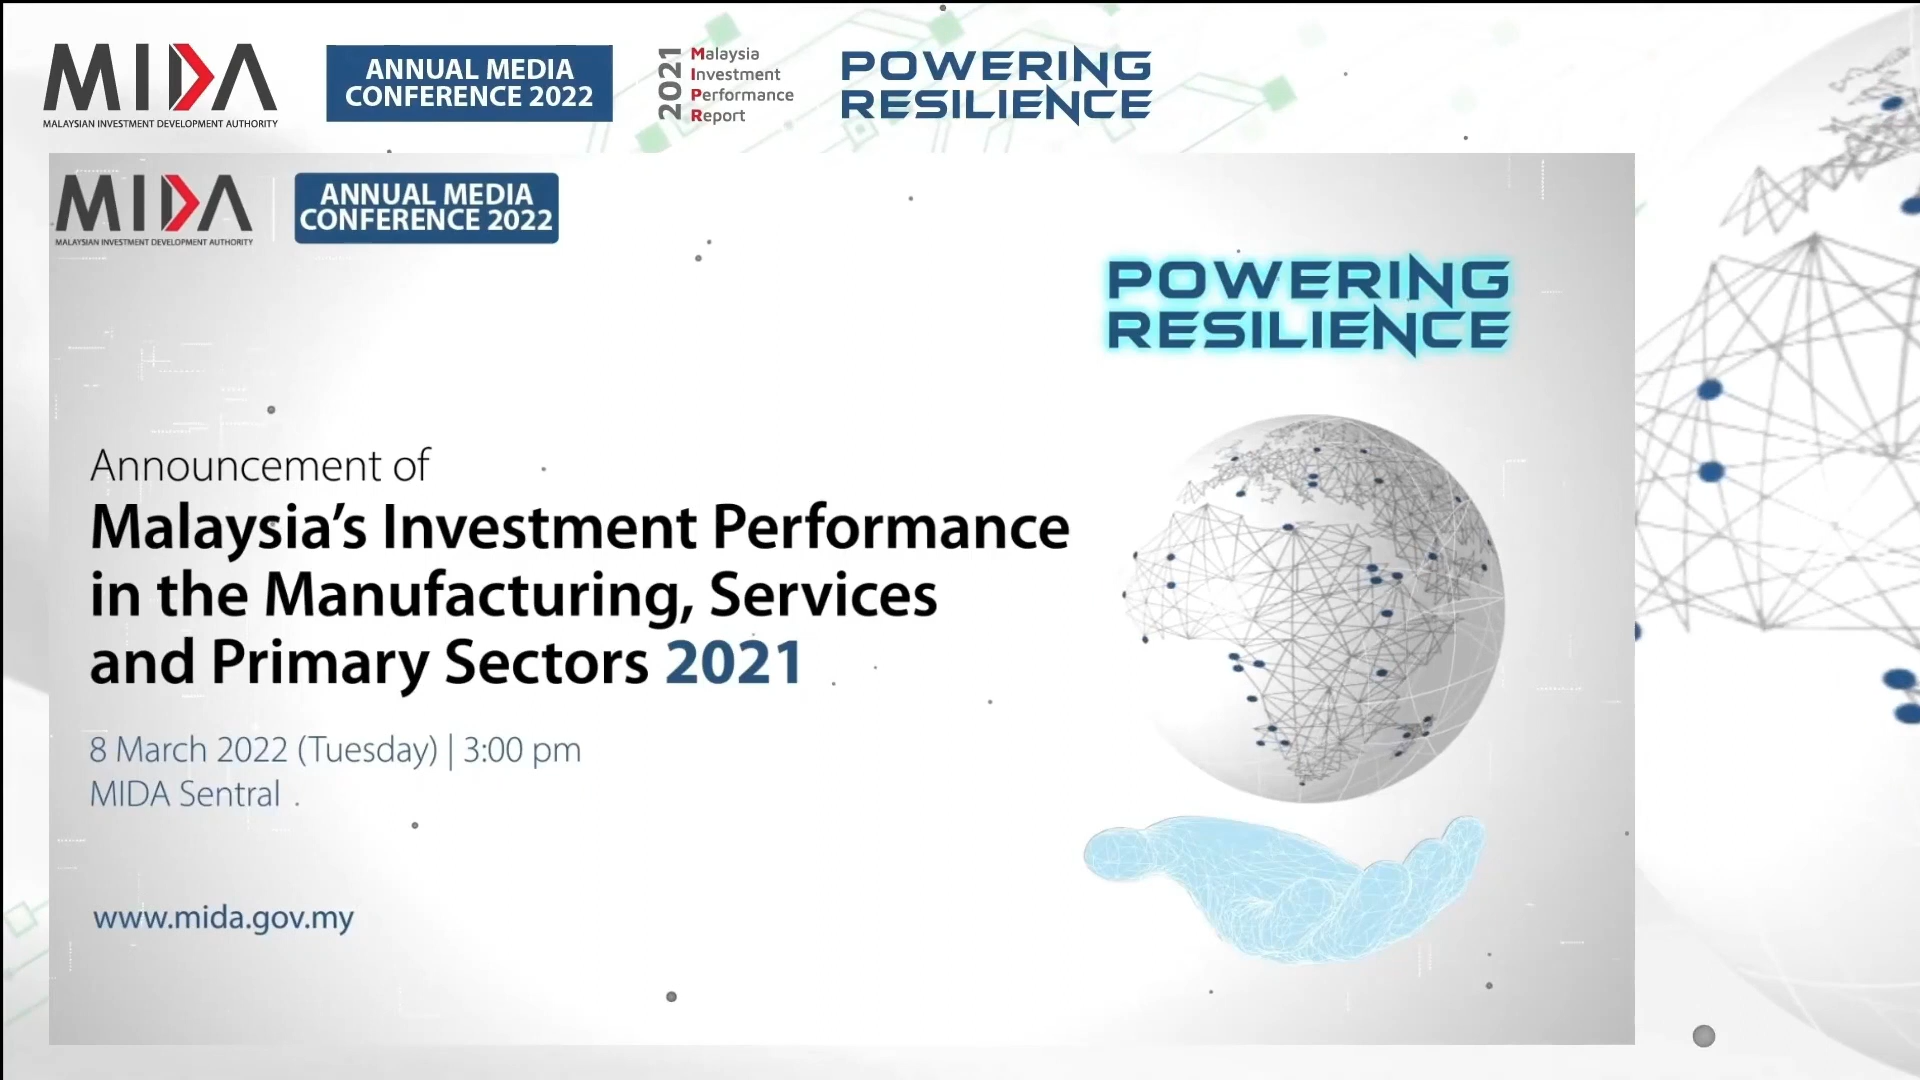 MIDA
MALAYSIAN INVESTMENT DEVELOPMENT AUTHORITY
ANNUAL MEDIA
CONFERENCE 2022
2021
Malaysia
Investment
Performance
Report
POWERING
RESILIENCE
MIDA
MALAYSIAN INVESTMENT DEVELOPMENT AUTHORITY
ANNUAL MEDIA
CONFERENCE 2022
POWERING
RESILIENCE
Announcement of
Malaysia's Investment Performance
in the Manufacturing, Services
and Primary Sectors 2021
8 March 2022 (Tuesday) | 3:00 pm
MIDA Sentral
www.mida.gov.my